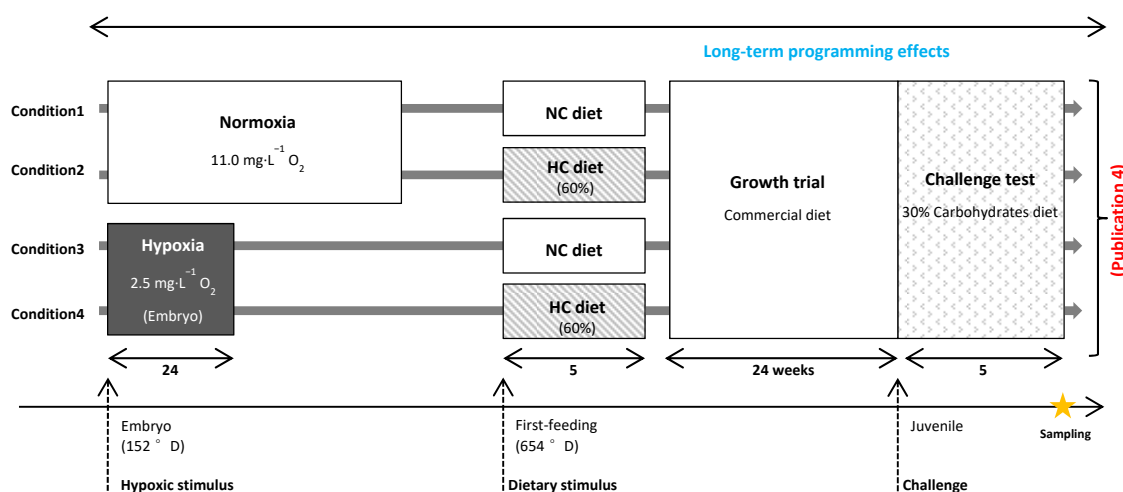 Long-term programming effects
Condition1
Normoxia
11.0 mg·L⁻¹ O₂
NC diet
Condition2
HC diet
(60%)
Growth trial
Commercial diet
Challenge test
30% Carbohydrates diet
(Publication 4)
Condition3
Hypoxia
2.5 mg·L⁻¹ O₂
(Embryo)
NC diet
Condition4
HC diet
(60%)
24
5
24 weeks
5
Embryo
(152 ° D)
First-feeding
(654 ° D)
Juvenile
Sampling
Hypoxic stimulus
Dietary stimulus
Challenge